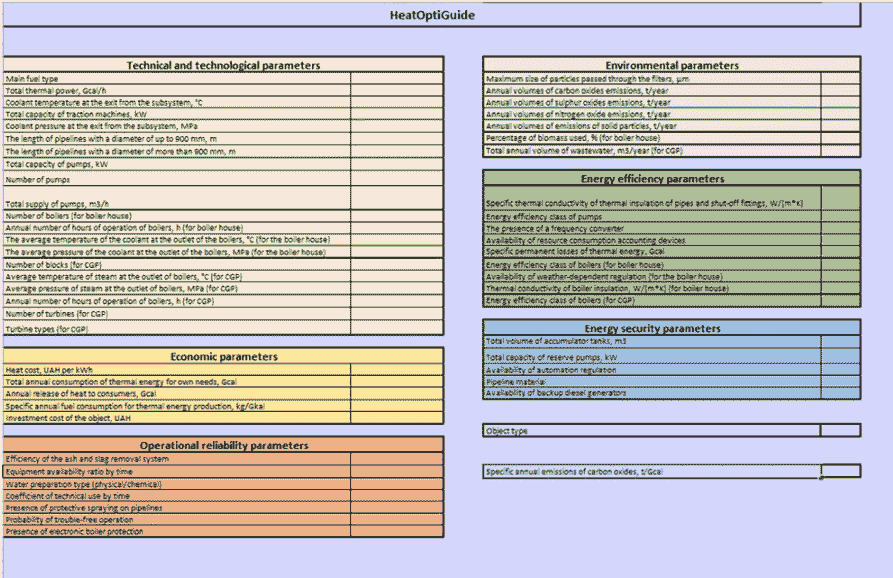 HeatOptiGuide
Technical and technological parameters
Main fuel type
Total thermal power, Gcal/h
Coolant temperature at the exit from the subsystem, °C
Total capacity of traction machines, kW
Coolant pressure at the exit from the subsystem, MPa
The length of pipelines with a diameter of up to 900 mm, m
The length of pipelines with a diameter of more than 900 mm, m
Total capacity of pumps, kW
Number of pumps
Total supply of pumps, m3/h
Number of boilers (for boiler house)
Annual number of hours of operation of boilers, h (for boiler house)
The average temperature of the coolant at the outlet of the boilers, °C (for the boiler house)
The average pressure of the coolant at the outlet of the boilers, MPa (for the boiler house)
Number of blocks (for CGP)
Average temperature of steam at the outlet of boilers, °C (for CGP)
Average pressure of steam at the outlet of boilers, MPa (for CGP)
Annual number of hours of operation of boilers, h (for CGP)
Number of turbines (for CGP)
Turbine types (for CGP)
Economic parameters
Heat cost, UAH per kWh
Total annual consumption of thermal energy for own needs, Gcal
Annual release of heat to consumers, Gcal
Specific annual fuel consumption for thermal energy production, kg/Gkal
Investment cost of the object, UAH
Operational reliability parameters
Efficiency of the ash and slag removal system
Equipment availability ratio by time
Water preparation type (physical/chemical)
Coefficient of technical use by time
Presence of protective spraying on pipelines
Probability of trouble-free operation
Presence of electronic boiler protection
Environmental parameters
Maximum size of particles passed through the filters, μm
Annual volumes of carbon oxides emissions, t/year
Annual volumes of sulphur oxides emissions, t/year
Annual volumes of nitrogen oxide emissions, t/year
Annual volumes of emissions of solid particles, t/year
Percentage of biomass used, % (for boiler house)
Total annual volume of wastewater, m3/year (for CGP)
Energy efficiency parameters
Specific thermal conductivity of thermal insulation of pipes and shut-off fittings, W/(m*K)
Energy efficiency class of pumps
The presence of a frequency converter
Availability of resource consumption accounting devices
Specific permanent losses of thermal energy, Gcal
Energy efficiency class of boilers (for boiler house)
Availability of weather-dependent regulation (for the boiler house)
Thermal conductivity of boiler insulation, W/(m*K) (for boiler house)
Energy efficiency class of boilers (for CGP)
Energy security parameters
Total volume of accumulator tanks, m3
Total capacity of reserve pumps, kW
Availability of automation regulation
Pipeline material
Availability of backup diesel generators
Object type
Specific annual emissions of carbon oxides, t/Gcal